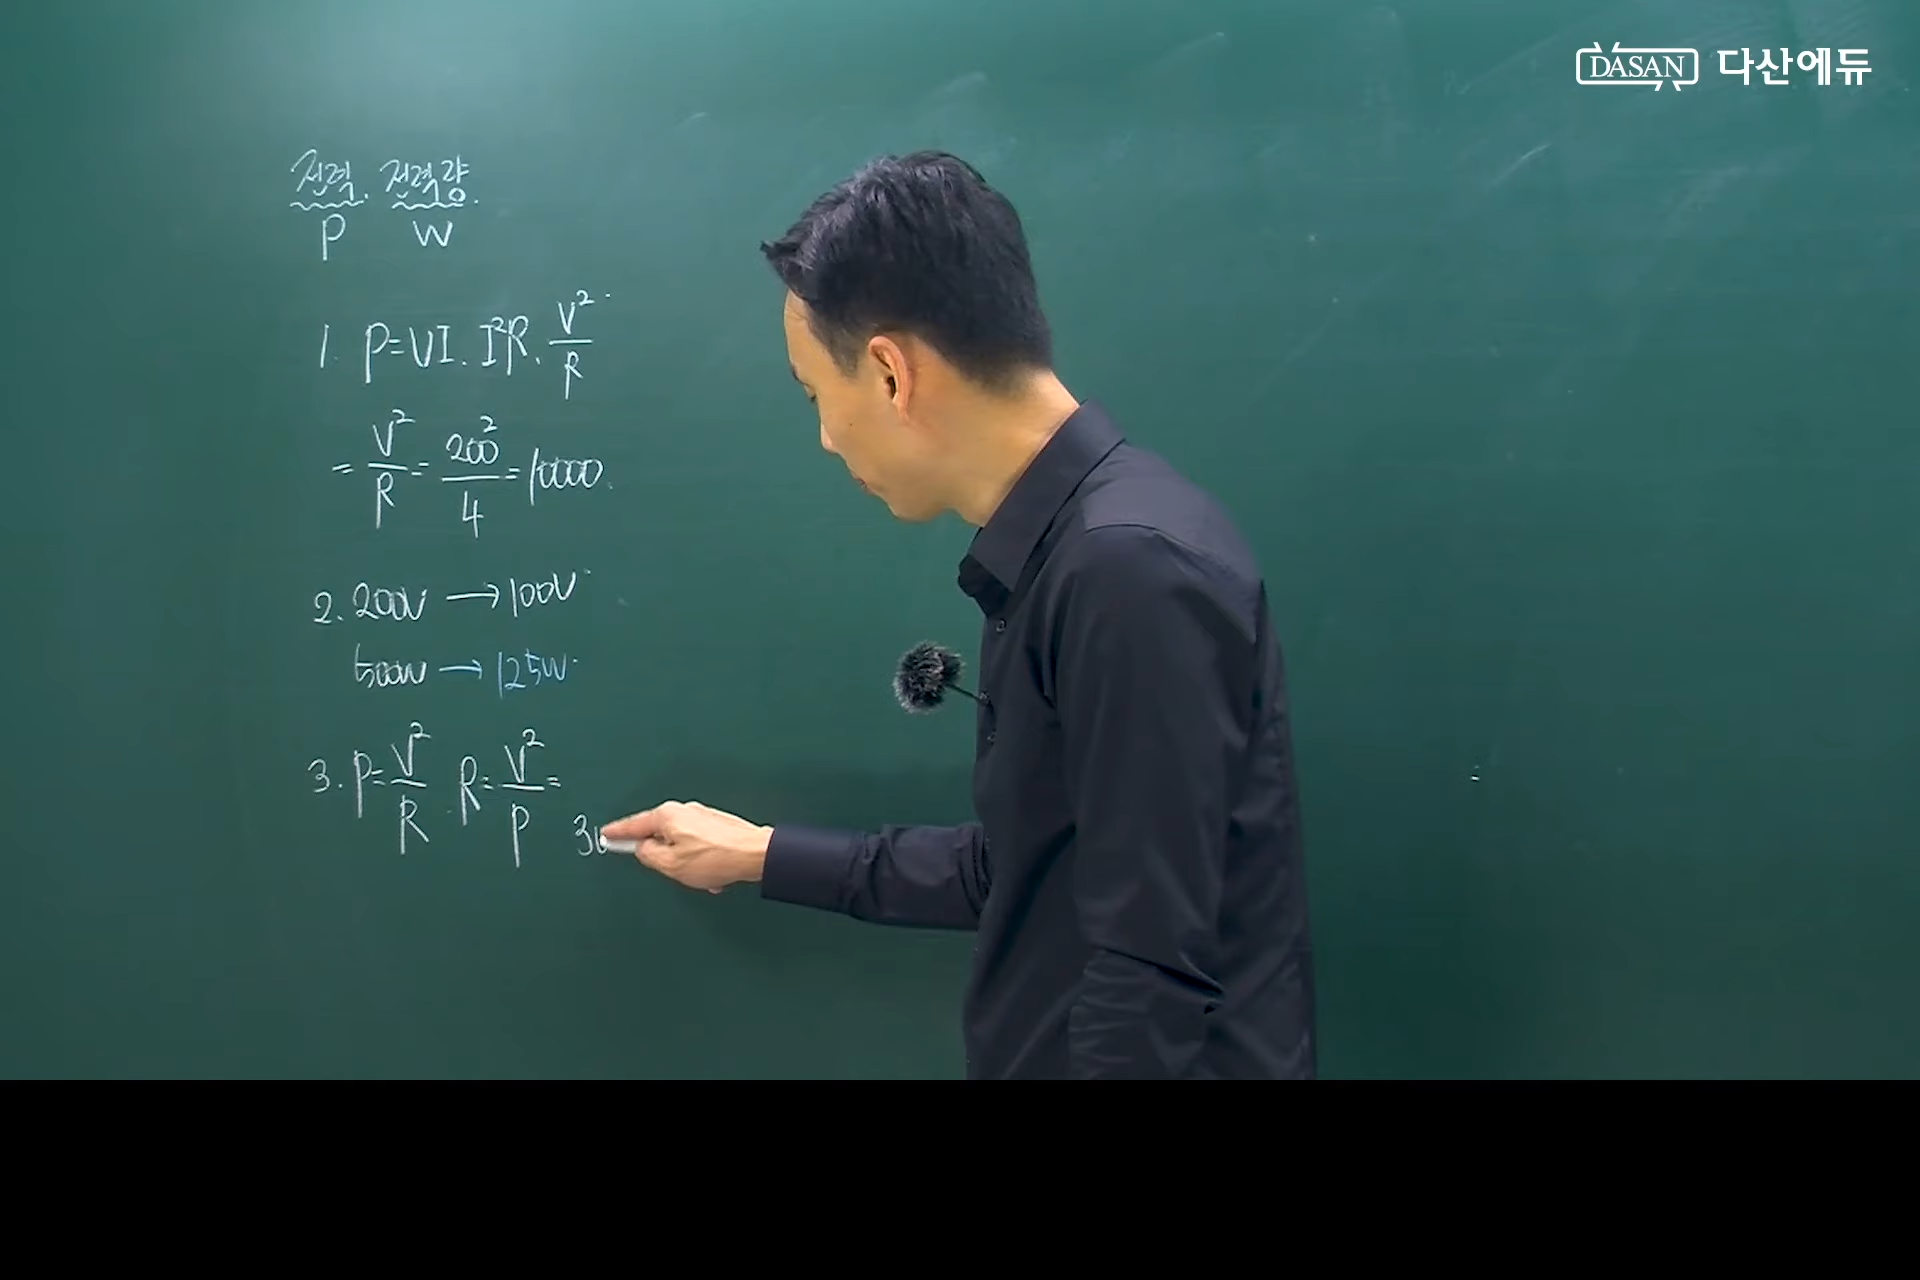 DASAN 다산에듀
전력. 전력량.
P W
1. P=VI. I²R. V²/R
= V²/R = 200²/4 = 10000.
2. 200V → 100V
500W → 125W
3. P= V²/R . R= V²/P =
3
=